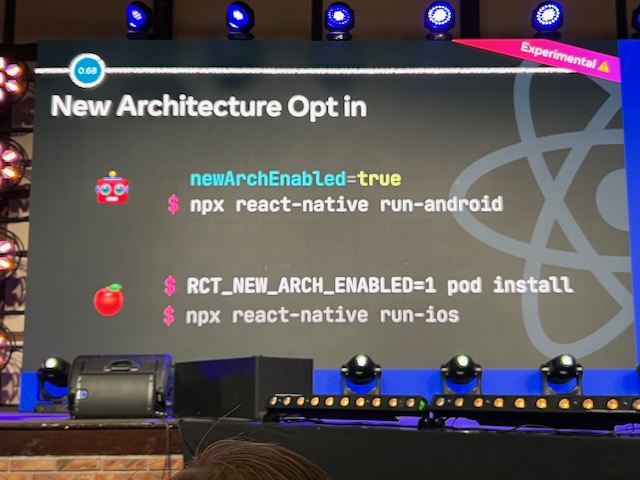 Experimental ⚠️
0.68
New Architecture Opt in
newArchEnabled=true
$ npx react-native run-android
$ RCT_NEW_ARCH_ENABLED=1 pod install
$ npx react-native run-ios